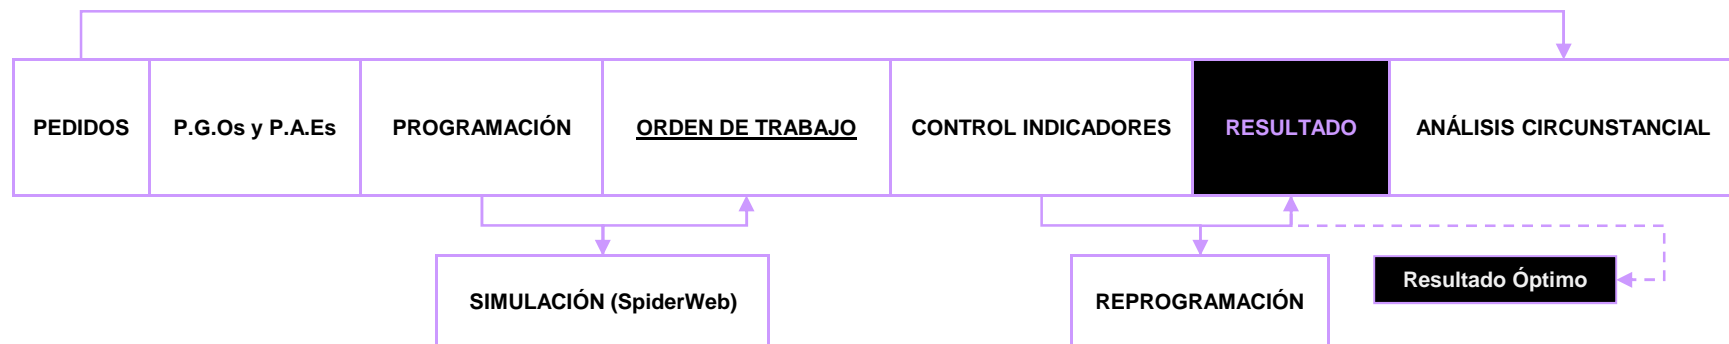 PEDIDOS
P.G.Os y P.A.Es
PROGRAMACIÓN
ORDEN DE TRABAJO
CONTROL INDICADORES
RESULTADO
ANÁLISIS CIRCUNSTANCIAL
SIMULACIÓN (SpiderWeb)
REPROGRAMACIÓN
Resultado Óptimo